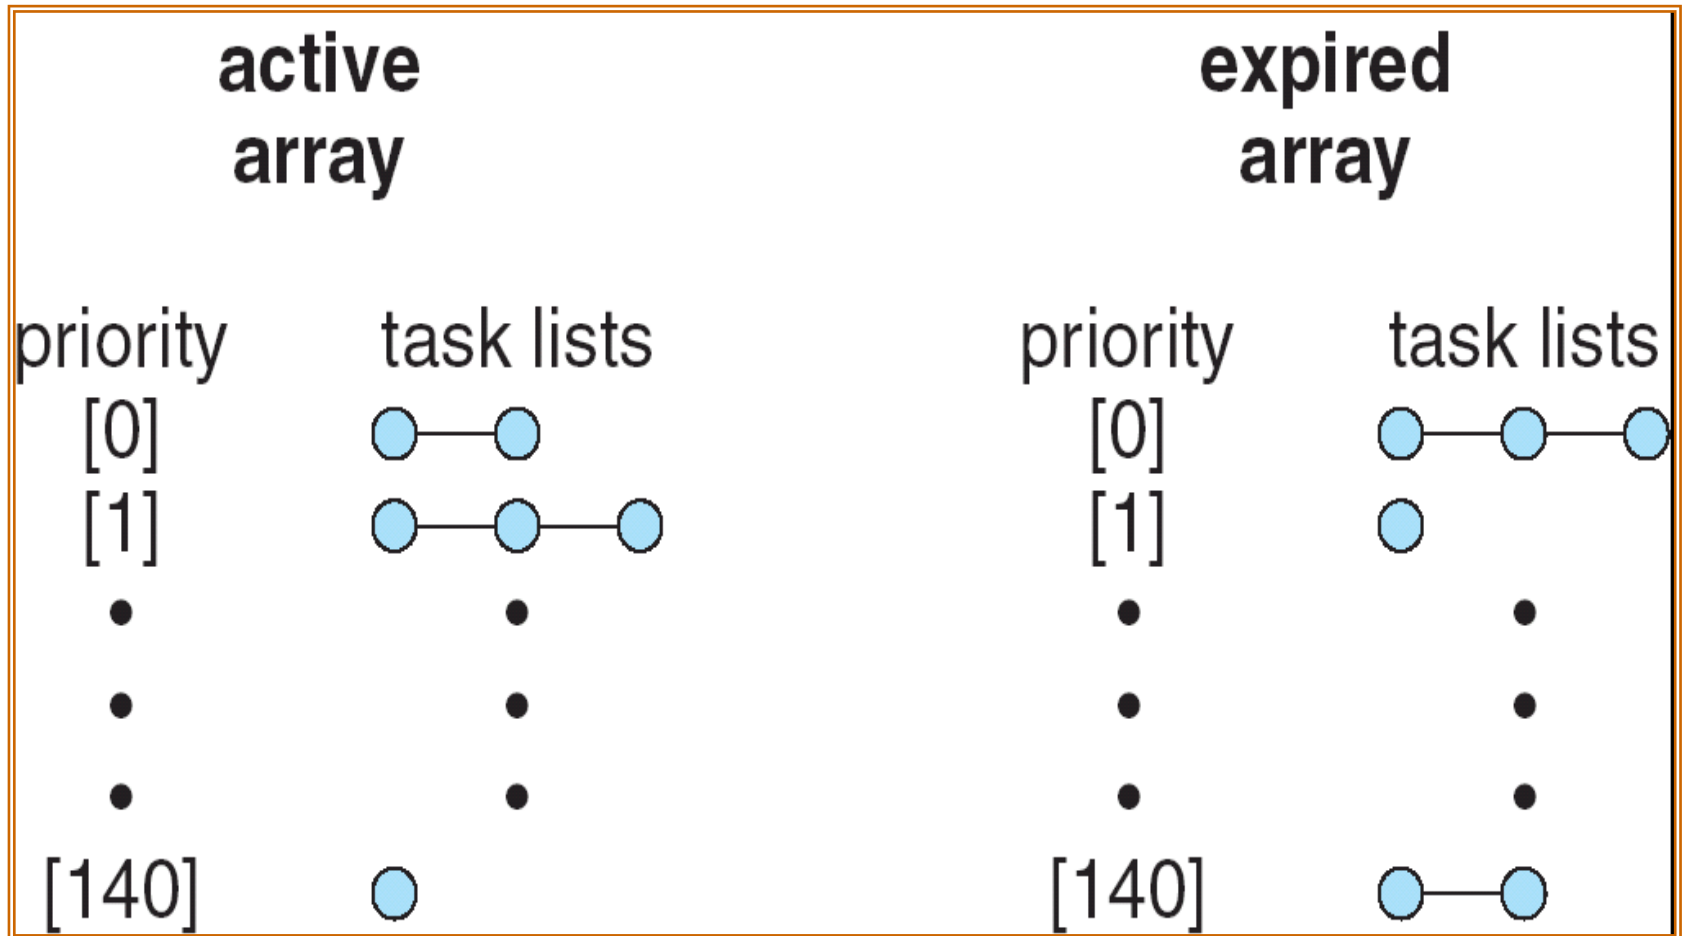 active
array
priority task lists
[0]
[1]
[140]
expired
array
priority task lists
[0]
[1]
[140]